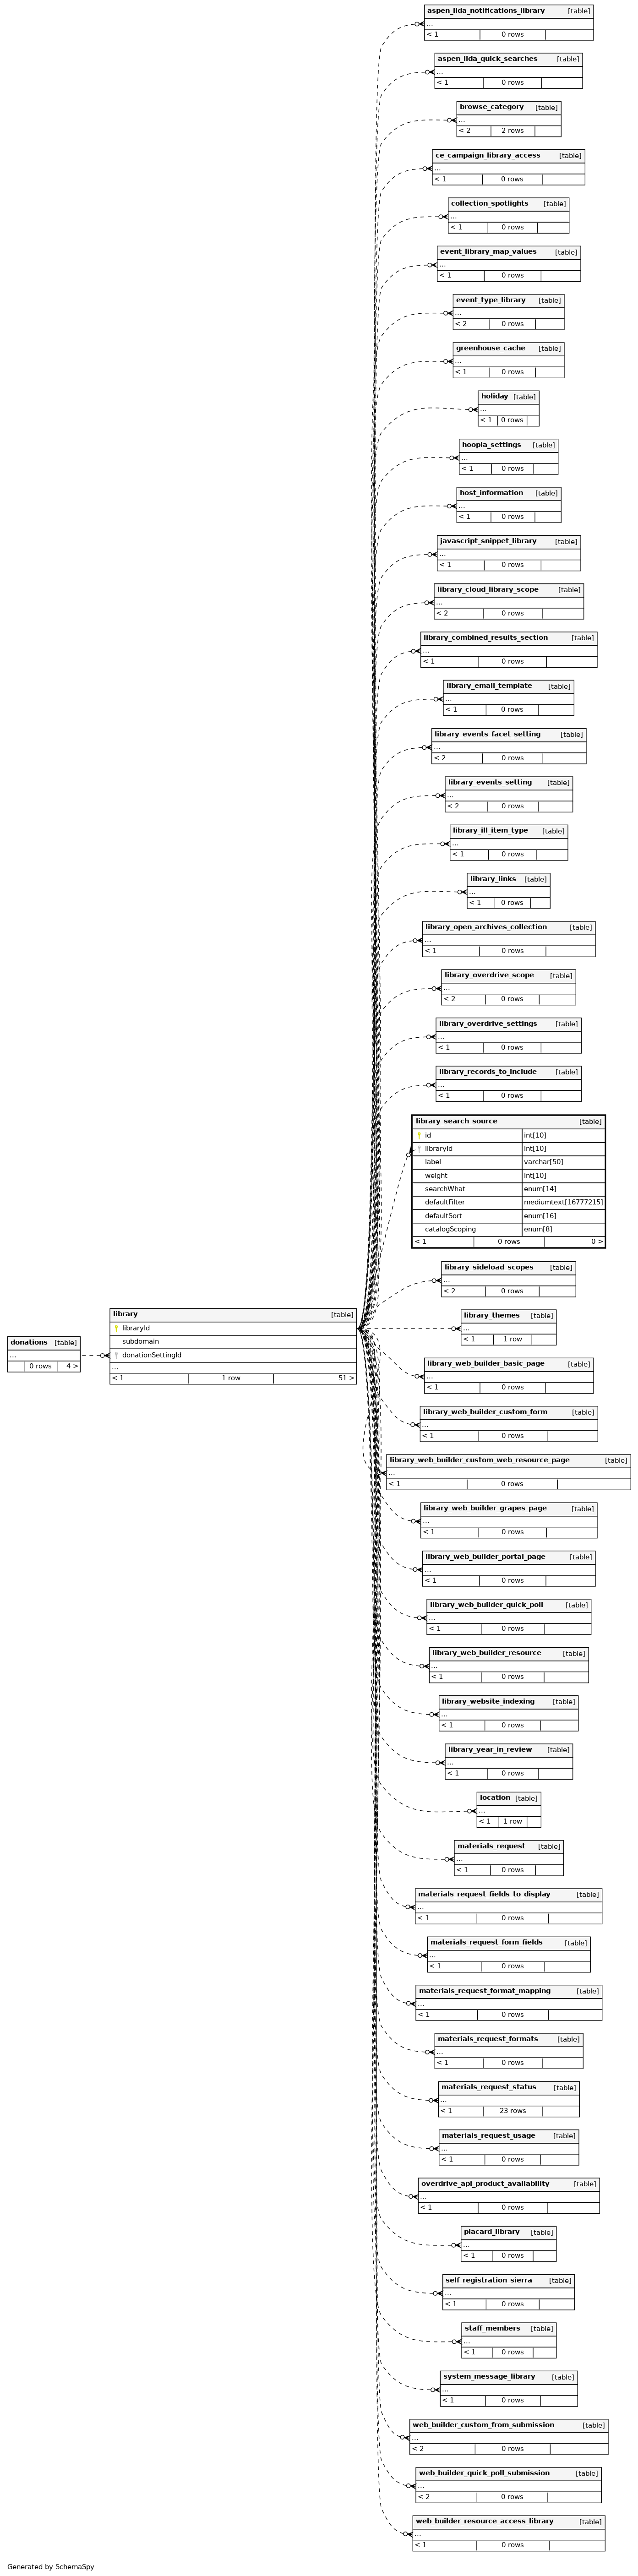 aspen_lida_notifications_library [table]
...
< 1 0 rows
aspen_lida_quick_searches [table]
...
< 1 0 rows
browse_category [table]
...
< 2 2 rows
ce_campaign_library_access [table]
...
< 1 0 rows
collection_spotlights [table]
...
< 1 0 rows
event_library_map_values [table]
...
< 1 0 rows
event_type_library [table]
...
< 2 0 rows
greenhouse_cache [table]
...
< 1 0 rows
holiday [table]
...
< 1 0 rows
hoopla_settings [table]
...
< 1 0 rows
host_information [table]
...
< 1 0 rows
javascript_snippet_library [table]
...
< 1 0 rows
library_cloud_library_scope [table]
...
< 2 0 rows
library_combined_results_section [table]
...
< 1 0 rows
library_email_template [table]
...
< 1 0 rows
library_events_facet_setting [table]
...
< 2 0 rows
library_events_setting [table]
...
< 2 0 rows
library_ill_item_type [table]
...
< 1 0 rows
library_links [table]
...
< 1 0 rows
library_open_archives_collection [table]
...
< 1 0 rows
library_overdrive_scope [table]
...
< 2 0 rows
library_overdrive_settings [table]
...
< 1 0 rows
library_records_to_include [table]
...
< 1 0 rows
library_search_source [table]
id int[10]
libraryId int[10]
label varchar[50]
weight int[10]
searchWhat enum[14]
defaultFilter mediumtext[16777215]
defaultSort enum[16]
catalogScoping enum[8]
< 1 0 rows 0 >
library_sideload_scopes [table]
...
< 2 0 rows
donations [table]
...
0 rows 4 >
library [table]
libraryId
subdomain
donationSettingId
...
< 1 1 row 51 >
library_themes [table]
...
< 1 1 row
library_web_builder_basic_page [table]
...
< 1 0 rows
library_web_builder_custom_form [table]
...
< 1 0 rows
library_web_builder_custom_web_resource_page [table]
...
< 1 0 rows
library_web_builder_grapes_page [table]
...
< 1 0 rows
library_web_builder_portal_page [table]
...
< 1 0 rows
library_web_builder_quick_poll [table]
...
< 1 0 rows
library_web_builder_resource [table]
...
< 1 0 rows
library_website_indexing [table]
...
< 1 0 rows
library_year_in_review [table]
...
< 1 0 rows
location [table]
...
< 1 1 row
materials_request [table]
...
< 1 0 rows
materials_request_fields_to_display [table]
...
< 1 0 rows
materials_request_form_fields [table]
...
< 1 0 rows
materials_request_format_mapping [table]
...
< 1 0 rows
materials_request_formats [table]
...
< 1 0 rows
materials_request_status [table]
...
< 1 23 rows
materials_request_usage [table]
...
< 1 0 rows
overdrive_api_product_availability [table]
...
< 1 0 rows
placard_library [table]
...
< 1 0 rows
self_registration_sierra [table]
...
< 1 0 rows
staff_members [table]
...
< 1 0 rows
system_message_library [table]
...
< 1 0 rows
web_builder_custom_from_submission [table]
...
< 2 0 rows
web_builder_quick_poll_submission [table]
...
< 2 0 rows
web_builder_resource_access_library [table]
...
< 1 0 rows
Generated by SchemaSpy